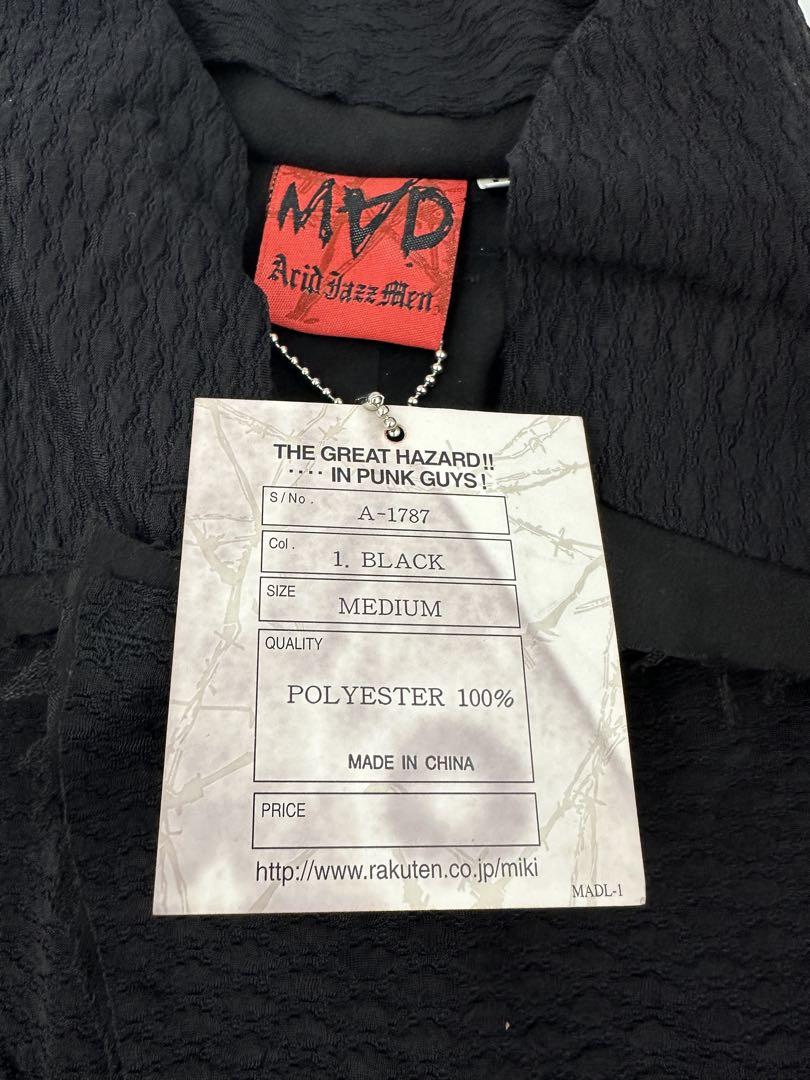 MAD
Acid Jazz Men.
THE GREAT HAZARD!!
···· IN PUNK GUYS!
S/No.
A-1787
Col.
1. BLACK
SIZE
MEDIUM
QUALITY
POLYESTER 100%
MADE IN CHINA
PRICE
http://www.rakuten.co.jp/miki
MADL-1